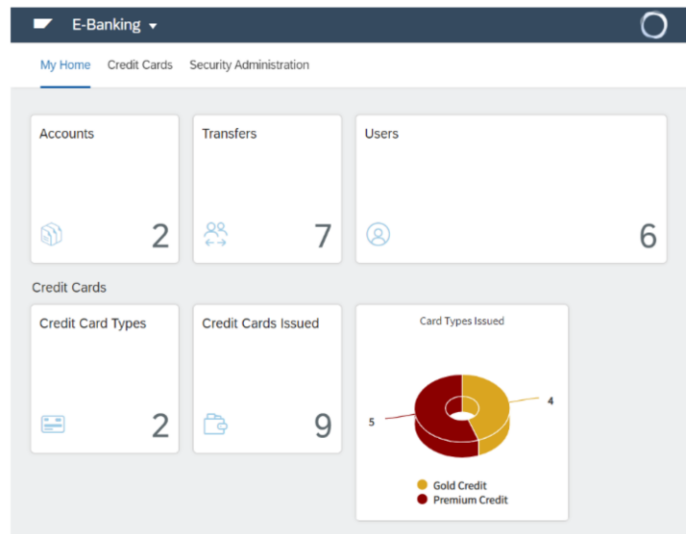 E-Banking
My Home Credit Cards Security Administration
Accounts
2
Transfers
7
Users
6
Credit Cards
Credit Card Types
2
Credit Cards Issued
9
Card Types Issued
4
5
Gold Credit
Premium Credit